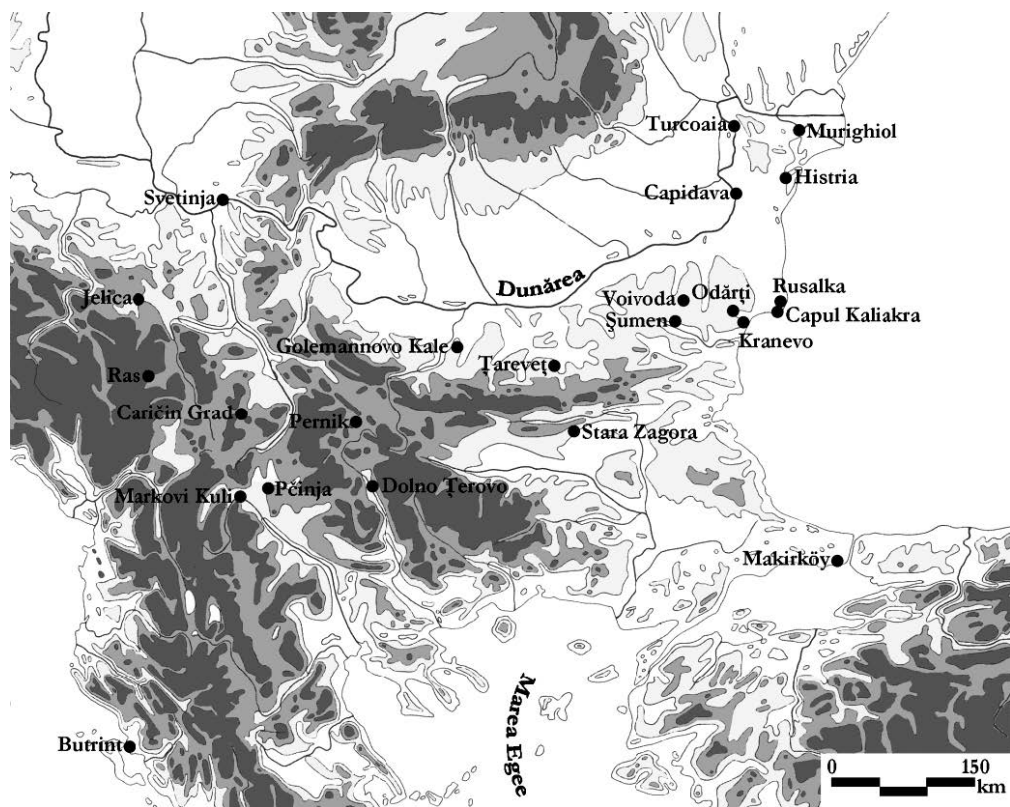 Turcoaia
Murighiol
Histria
Capidava
Svetinja
Dunărea
Jelica
Voivoda
Odărți
Rusalka
Șumen
Capul Kaliakra
Kranevo
Golemannovo Kale
Țareveț
Ras
Caričin Grad
Pernik
Stara Zagora
Markovi Kuli
Pčinja
Dolno Țerovo
Makirköy
Marea Egee
Butrint
0 150
km